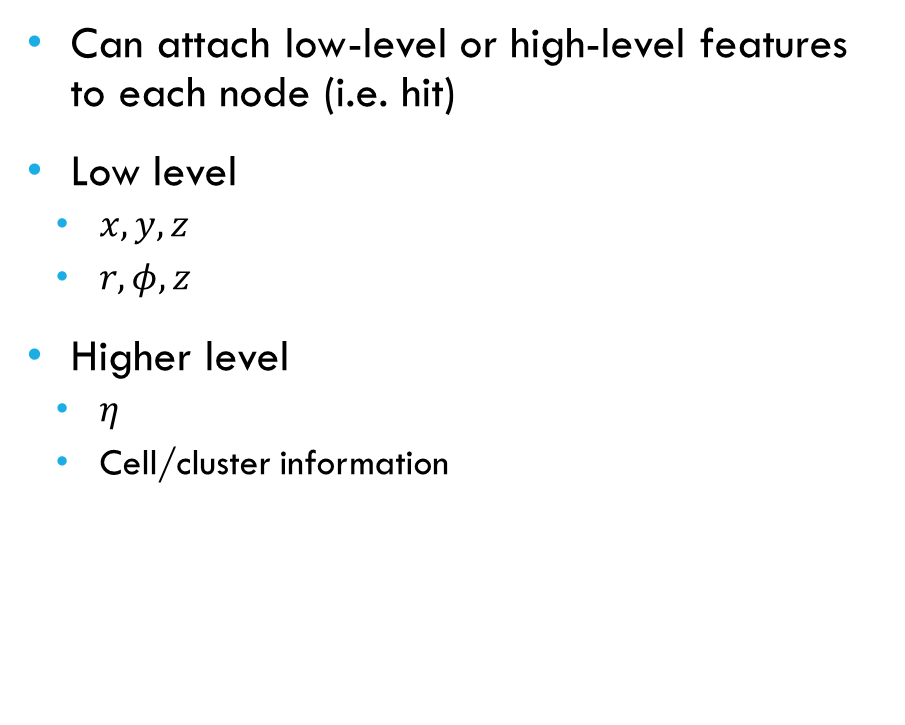 • Can attach low-level or high-level features
to each node (i.e. hit)
• Low level
• x, y, z
• r, ϕ, z
• Higher level
• η
• Cell/cluster information